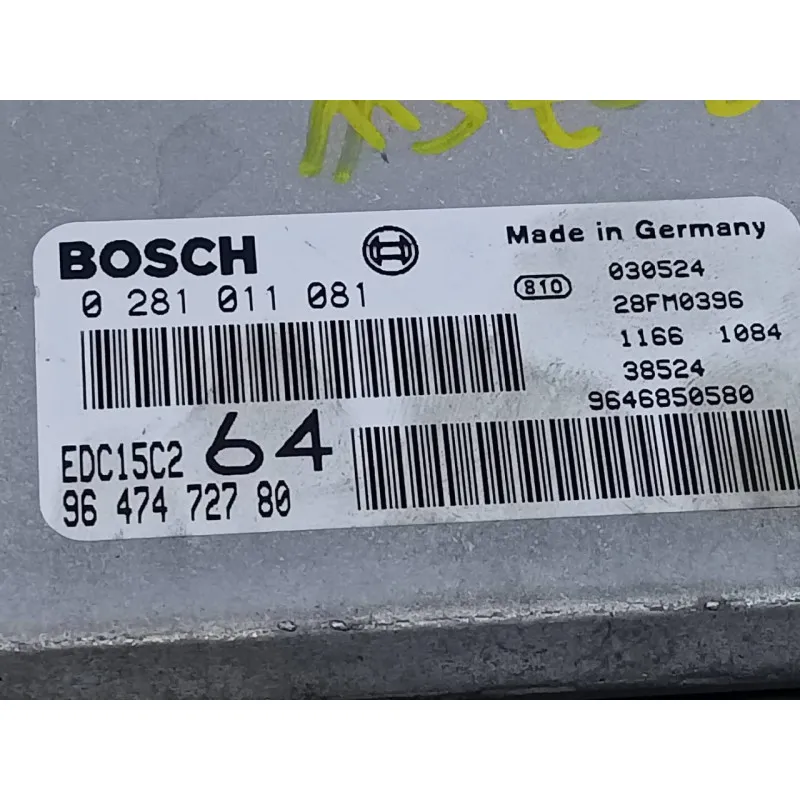 BOSCH
0 281 011 081
EDC15C2 64
96 474 727 80
Made in Germany
810
030524
28FM0396
1166 1084
38524
9646850580